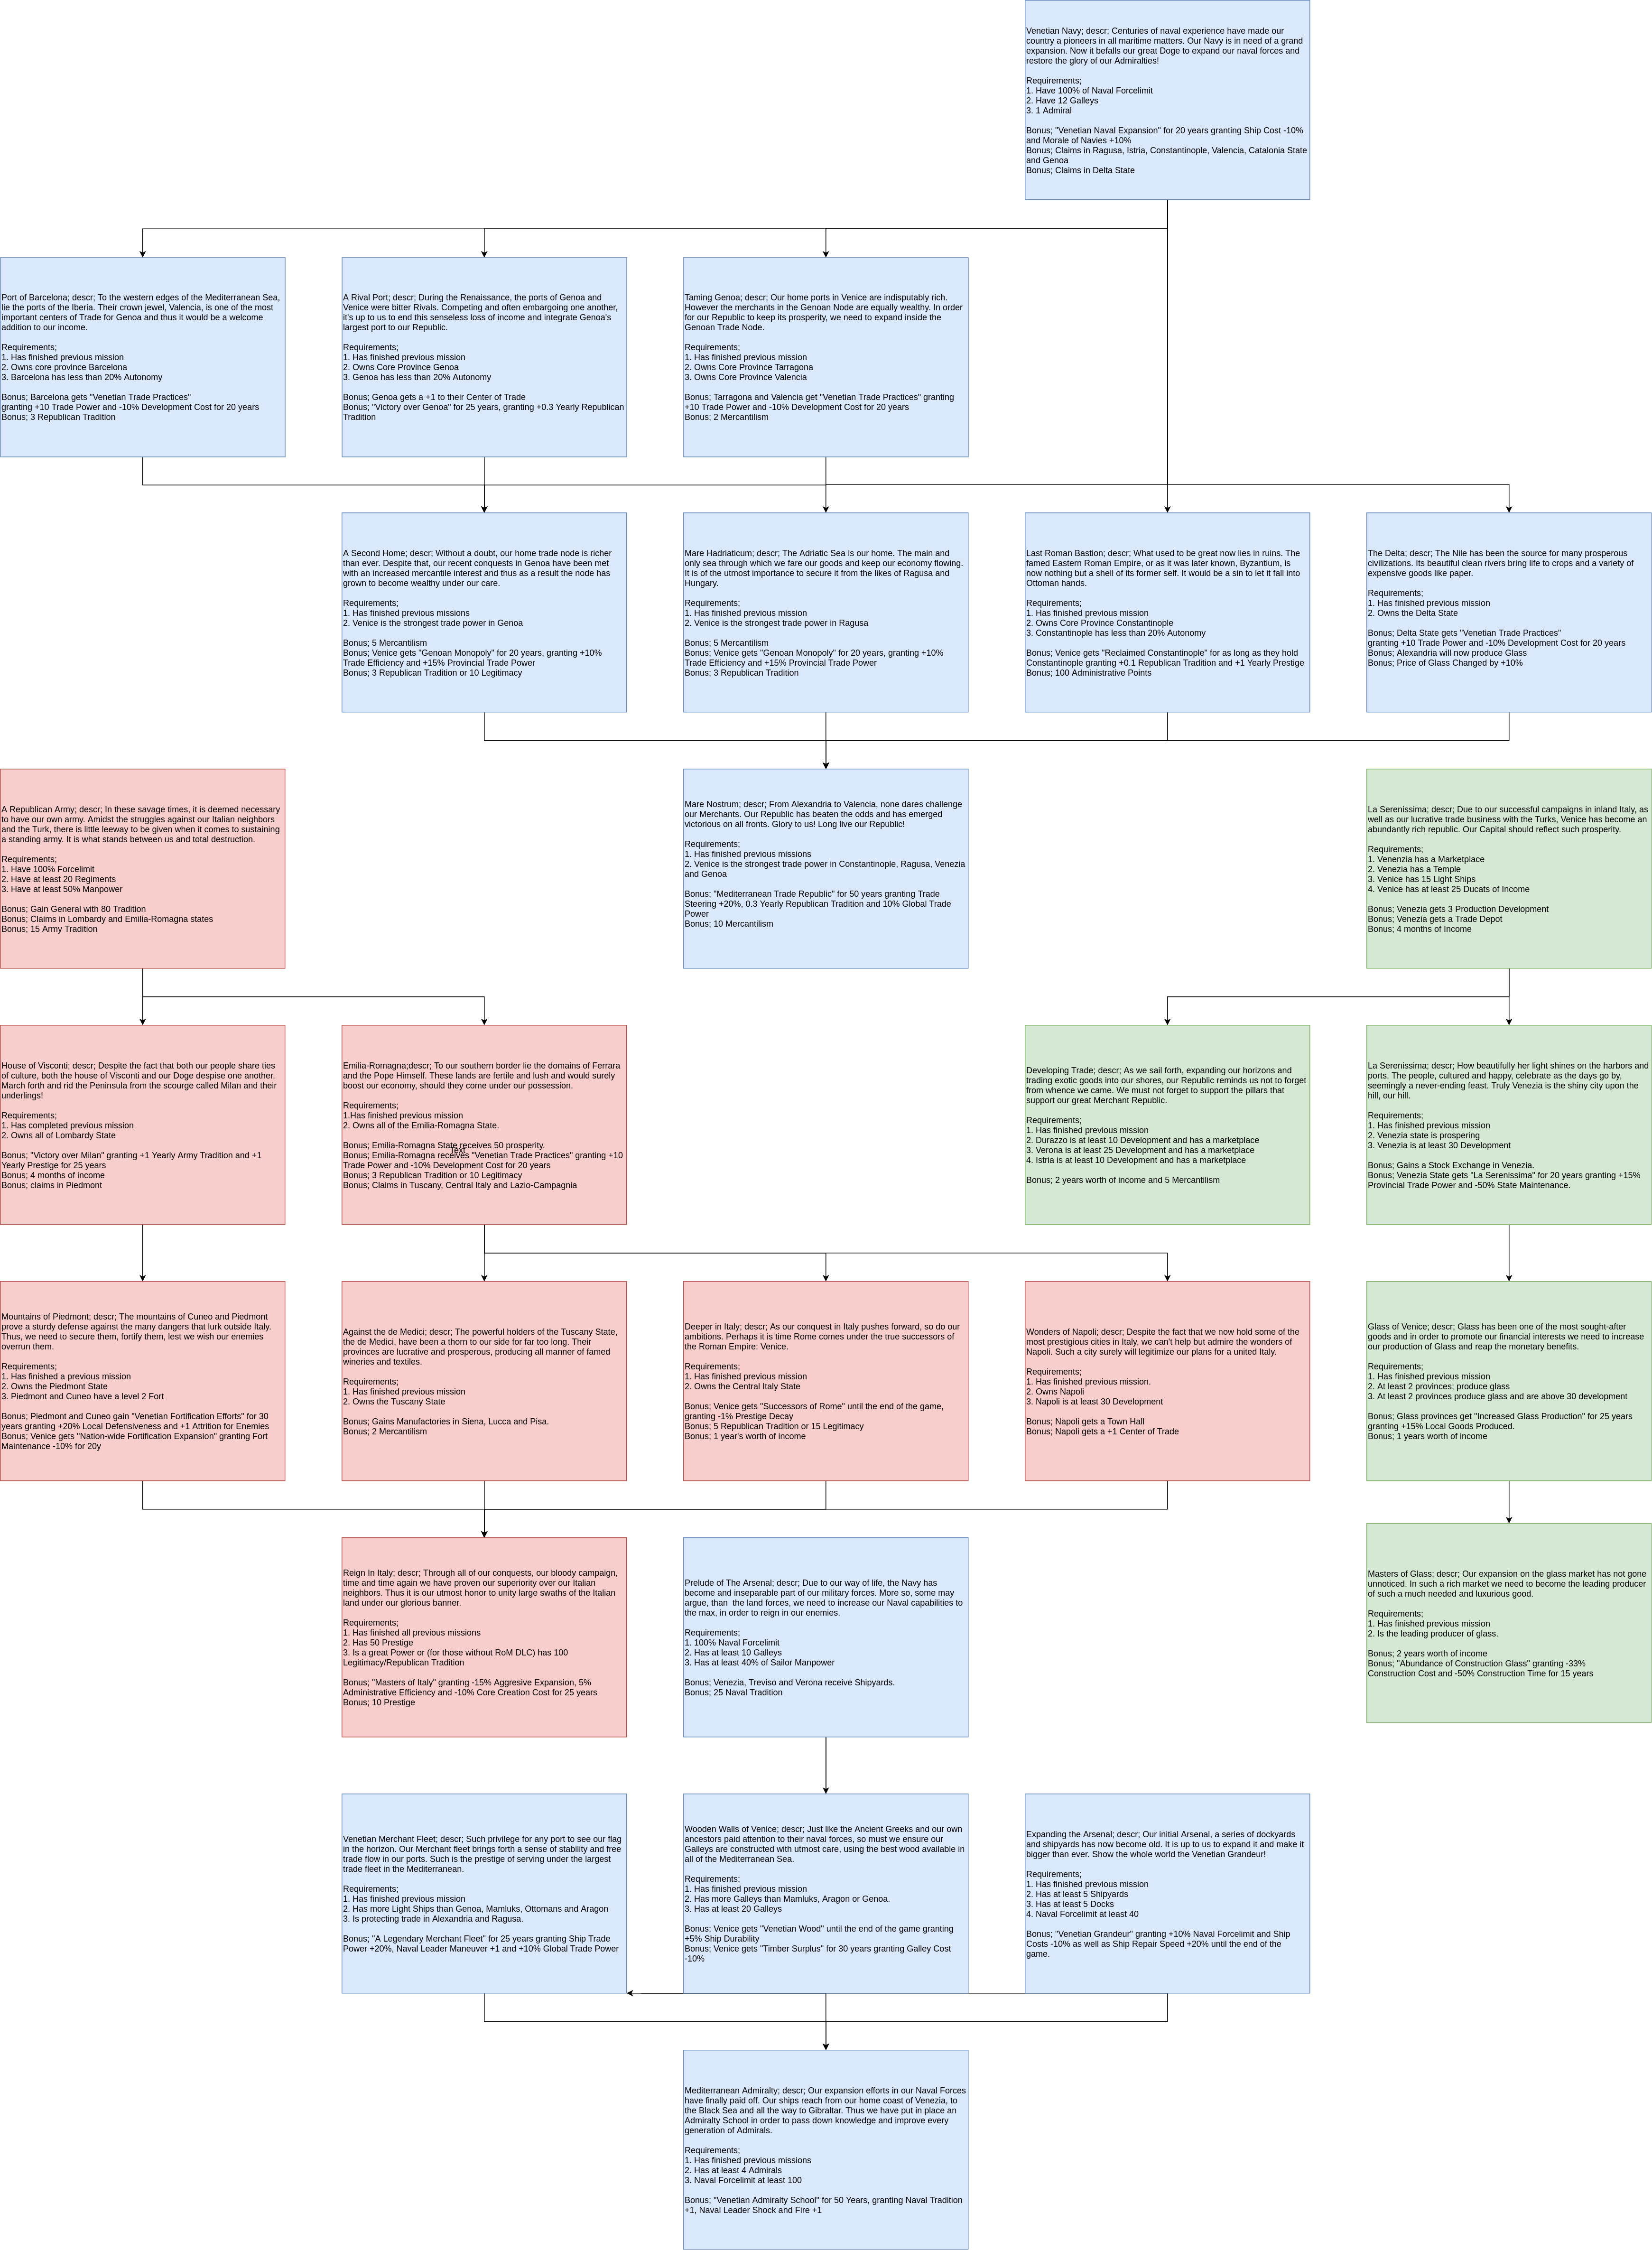 Venetian Navy; descr; Centuries of naval experience have made our
country a pioneers in all maritime matters. Our Navy is in need of a grand
expansion. Now it befalls our great Doge to expand our naval forces and
restore the glory of our Admiralties!
Requirements;
1. Have 100% of Naval Forcelimit
2. Have 12 Galleys
3. 1 Admiral
Bonus; "Venetian Naval Expansion" for 20 years granting Ship Cost -10%
and Morale of Navies +10%
Bonus; Claims in Ragusa, Istria, Constantinople, Valencia, Catalonia State
and Genoa
Bonus; Claims in Delta State
Port of Barcelona; descr; To the western edges of the Mediterranean Sea,
lie the ports of the Iberia. Their crown jewel, Valencia, is one of the most
important centers of Trade for Genoa and thus it would be a welcome
addition to our income.
Requirements;
1. Has finished previous mission
2. Owns core province Barcelona
3. Barcelona has less than 20% Autonomy
Bonus; Barcelona gets "Venetian Trade Practices"
granting +10 Trade Power and -10% Development Cost for 20 years
Bonus; 3 Republican Tradition
A Rival Port; descr; During the Renaissance, the ports of Genoa and
Venice were bitter Rivals. Competing and often embargoing one another,
it's up to us to end this senseless loss of income and integrate Genoa's
largest port to our Republic.
Requirements;
1. Has finished previous mission
2. Owns Core Province Genoa
3. Genoa has less than 20% Autonomy
Bonus; Genoa gets a +1 to their Center of Trade
Bonus; "Victory over Genoa" for 25 years, granting +0.3 Yearly Republican
Tradition
Taming Genoa; descr; Our home ports in Venice are indisputably rich.
However the merchants in the Genoan Node are equally wealthy. In order
for our Republic to keep its prosperity, we need to expand inside the
Genoan Trade Node.
Requirements;
1. Has finished previous mission
2. Owns Core Province Tarragona
3. Owns Core Province Valencia
Bonus; Tarragona and Valencia get "Venetian Trade Practices" granting
+10 Trade Power and -10% Development Cost for 20 years
Bonus; 2 Mercantilism
A Second Home; descr; Without a doubt, our home trade node is richer
than ever. Despite that, our recent conquests in Genoa have been met
with an increased mercantile interest and thus as a result the node has
grown to become wealthy under our care.
Requirements;
1. Has finished previous missions
2. Venice is the strongest trade power in Genoa
Bonus; 5 Mercantilism
Bonus; Venice gets "Genoan Monopoly" for 20 years, granting +10%
Trade Efficiency and +15% Provincial Trade Power
Bonus; 3 Republican Tradition or 10 Legitimacy
Mare Hadriaticum; descr; The Adriatic Sea is our home. The main and
only sea through which we fare our goods and keep our economy flowing.
It is of the utmost importance to secure it from the likes of Ragusa and
Hungary.
Requirements;
1. Has finished previous mission
2. Venice is the strongest trade power in Ragusa
Bonus; 5 Mercantilism
Bonus; Venice gets "Genoan Monopoly" for 20 years, granting +10%
Trade Efficiency and +15% Provincial Trade Power
Bonus; 3 Republican Tradition
Last Roman Bastion; descr; What used to be great now lies in ruins. The
famed Eastern Roman Empire, or as it was later known, Byzantium, is
now nothing but a shell of its former self. It would be a sin to let it fall into
Ottoman hands.
Requirements;
1. Has finished previous mission
2. Owns Core Province Constantinople
3. Constantinople has less than 20% Autonomy
Bonus; Venice gets "Reclaimed Constantinople" for as long as they hold
Constantinople granting +0.1 Republican Tradition and +1 Yearly Prestige
Bonus; 100 Administrative Points
The Delta; descr; The Nile has been the source for many prosperous
civilizations. Its beautiful clean rivers bring life to crops and a variety of
expensive goods like paper.
Requirements;
1. Has finished previous mission
2. Owns the Delta State
Bonus; Delta State gets "Venetian Trade Practices"
granting +10 Trade Power and -10% Development Cost for 20 years
Bonus; Alexandria will now produce Glass
Bonus; Price of Glass Changed by +10%
A Republican Army; descr; In these savage times, it is deemed necessary
to have our own army. Amidst the struggles against our Italian neighbors
and the Turk, there is little leeway to be given when it comes to sustaining
a standing army. It is what stands between us and total destruction.
Requirements;
1. Have 100% Forcelimit
2. Have at least 20 Regiments
3. Have at least 50% Manpower
Bonus; Gain General with 80 Tradition
Bonus; Claims in Lombardy and Emilia-Romagna states
Bonus; 15 Army Tradition
Mare Nostrum; descr; From Alexandria to Valencia, none dares challenge
our Merchants. Our Republic has beaten the odds and has emerged
victorious on all fronts. Glory to us! Long live our Republic!
Requirements;
1. Has finished previous missions
2. Venice is the strongest trade power in Constantinople, Ragusa, Venezia
and Genoa
Bonus; "Mediterranean Trade Republic" for 50 years granting Trade
Steering +20%, 0.3 Yearly Republican Tradition and 10% Global Trade
Power
Bonus; 10 Mercantilism
La Serenissima; descr; Due to our successful campaigns in inland Italy, as
well as our lucrative trade business with the Turks, Venice has become an
abundantly rich republic. Our Capital should reflect such prosperity.
Requirements;
1. Venenzia has a Marketplace
2. Venezia has a Temple
3. Venice has 15 Light Ships
4. Venice has at least 25 Ducats of Income
Bonus; Venezia gets 3 Production Development
Bonus; Venezia gets a Trade Depot
Bonus; 4 months of Income
House of Visconti; descr; Despite the fact that both our people share ties
of culture, both the house of Visconti and our Doge despise one another.
March forth and rid the Peninsula from the scourge called Milan and their
underlings!
Requirements;
1. Has completed previous mission
2. Owns all of Lombardy State
Bonus; "Victory over Milan" granting +1 Yearly Army Tradition and +1
Yearly Prestige for 25 years
Bonus; 4 months of income
Bonus; claims in Piedmont
Emilia-Romagna;descr; To our southern border lie the domains of Ferrara
and the Pope Himself. These lands are fertile and lush and would surely
boost our economy, should they come under our possession.
Requirements;
1.Has finished previous mission
2. Owns all of the Emilia-Romagna State.
Bonus; Emilia-Romagna State receives 50 prosperity.
Text
Bonus; Emilia-Romagna receives "Venetian Trade Practices" granting +10
Trade Power and -10% Development Cost for 20 years
Bonus; 3 Republican Tradition or 10 Legitimacy
Bonus; Claims in Tuscany, Central Italy and Lazio-Campagnia
Developing Trade; descr; As we sail forth, expanding our horizons and
trading exotic goods into our shores, our Republic reminds us not to forget
from whence we came. We must not forget to support the pillars that
support our great Merchant Republic.
Requirements;
1. Has finished previous mission
2. Durazzo is at least 10 Development and has a marketplace
3. Verona is at least 25 Development and has a marketplace
4. Istria is at least 10 Development and has a marketplace
Bonus; 2 years worth of income and 5 Mercantilism
La Serenissima; descr; How beautifully her light shines on the harbors and
ports. The people, cultured and happy, celebrate as the days go by,
seemingly a never-ending feast. Truly Venezia is the shiny city upon the
hill, our hill.
Requirements;
1. Has finished previous mission
2. Venezia state is prospering
3. Venezia is at least 30 Development
Bonus; Gains a Stock Exchange in Venezia.
Bonus; Venezia State gets "La Serenissima" for 20 years granting +15%
Provincial Trade Power and -50% State Maintenance.
Mountains of Piedmont; descr; The mountains of Cuneo and Piedmont
prove a sturdy defense against the many dangers that lurk outside Italy.
Thus, we need to secure them, fortify them, lest we wish our enemies
overrun them.
Requirements;
1. Has finished a previous mission
2. Owns the Piedmont State
3. Piedmont and Cuneo have a level 2 Fort
Bonus; Piedmont and Cuneo gain "Venetian Fortification Efforts" for 30
years granting +20% Local Defensiveness and +1 Attrition for Enemies
Bonus; Venice gets "Nation-wide Fortification Expansion" granting Fort
Maintenance -10% for 20y
Against the de Medici; descr; The powerful holders of the Tuscany State,
the de Medici, have been a thorn to our side for far too long. Their
provinces are lucrative and prosperous, producing all manner of famed
wineries and textiles.
Requirements;
1. Has finished previous mission
2. Owns the Tuscany State
Bonus; Gains Manufactories in Siena, Lucca and Pisa.
Bonus; 2 Mercantilism
Deeper in Italy; descr; As our conquest in Italy pushes forward, so do our
ambitions. Perhaps it is time Rome comes under the true successors of
the Roman Empire: Venice.
Requirements;
1. Has finished previous mission
2. Owns the Central Italy State
Bonus; Venice gets "Successors of Rome" until the end of the game,
granting -1% Prestige Decay
Bonus; 5 Republican Tradition or 15 Legitimacy
Bonus; 1 year's worth of income
Wonders of Napoli; descr; Despite the fact that we now hold some of the
most prestigious cities in Italy, we can't help but admire the wonders of
Napoli. Such a city surely will legitimize our plans for a united Italy.
Requirements;
1. Has finished previous mission.
2. Owns Napoli
3. Napoli is at least 30 Development
Bonus; Napoli gets a Town Hall
Bonus; Napoli gets a +1 Center of Trade
Glass of Venice; descr; Glass has been one of the most sought-after
goods and in order to promote our financial interests we need to increase
our production of Glass and reap the monetary benefits.
Requirements;
1. Has finished previous mission
2. At least 2 provinces; produce glass
3. At least 2 provinces produce glass and are above 30 development
Bonus; Glass provinces get "Increased Glass Production" for 25 years
granting +15% Local Goods Produced.
Bonus; 1 years worth of income
Reign In Italy; descr; Through all of our conquests, our bloody campaign,
time and time again we have proven our superiority over our Italian
neighbors. Thus it is our utmost honor to unity large swaths of the Italian
land under our glorious banner.
Requirements;
1. Has finished all previous missions
2. Has 50 Prestige
3. Is a great Power or (for those without RoM DLC) has 100
Legitimacy/Republican Tradition
Bonus; "Masters of Italy" granting -15% Aggresive Expansion, 5%
Administrative Efficiency and -10% Core Creation Cost for 25 years
Bonus; 10 Prestige
Prelude of The Arsenal; descr; Due to our way of life, the Navy has
become and inseparable part of our military forces. More so, some may
argue, than  the land forces, we need to increase our Naval capabilities to
the max, in order to reign in our enemies.
Requirements;
1. 100% Naval Forcelimit
2. Has at least 10 Galleys
3. Has at least 40% of Sailor Manpower
Bonus; Venezia, Treviso and Verona receive Shipyards.
Bonus; 25 Naval Tradition
Masters of Glass; descr; Our expansion on the glass market has not gone
unnoticed. In such a rich market we need to become the leading producer
of such a much needed and luxurious good.
Requirements;
1. Has finished previous mission
2. Is the leading producer of glass.
Bonus; 2 years worth of income
Bonus; "Abundance of Construction Glass" granting -33%
Construction Cost and -50% Construction Time for 15 years
Venetian Merchant Fleet; descr; Such privilege for any port to see our flag
in the horizon. Our Merchant fleet brings forth a sense of stability and free
trade flow in our ports. Such is the prestige of serving under the largest
trade fleet in the Mediterranean.
Requirements;
1. Has finished previous mission
2. Has more Light Ships than Genoa, Mamluks, Ottomans and Aragon
3. Is protecting trade in Alexandria and Ragusa.
Bonus; "A Legendary Merchant Fleet" for 25 years granting Ship Trade
Power +20%, Naval Leader Maneuver +1 and +10% Global Trade Power
Wooden Walls of Venice; descr; Just like the Ancient Greeks and our own
ancestors paid attention to their naval forces, so must we ensure our
Galleys are constructed with utmost care, using the best wood available in
all of the Mediterranean Sea.
Requirements;
1. Has finished previous mission
2. Has more Galleys than Mamluks, Aragon or Genoa.
3. Has at least 20 Galleys
Bonus; Venice gets "Venetian Wood" until the end of the game granting
+5% Ship Durability
Bonus; Venice gets "Timber Surplus" for 30 years granting Galley Cost
-10%
Expanding the Arsenal; descr; Our initial Arsenal, a series of dockyards
and shipyards has now become old. It is up to us to expand it and make it
bigger than ever. Show the whole world the Venetian Grandeur!
Requirements;
1. Has finished previous mission
2. Has at least 5 Shipyards
3. Has at least 5 Docks
4. Naval Forcelimit at least 40
Bonus; "Venetian Grandeur" granting +10% Naval Forcelimit and Ship
Costs -10% as well as Ship Repair Speed +20% until the end of the
game.
Mediterranean Admiralty; descr; Our expansion efforts in our Naval Forces
have finally paid off. Our ships reach from our home coast of Venezia, to
the Black Sea and all the way to Gibraltar. Thus we have put in place an
Admiralty School in order to pass down knowledge and improve every
generation of Admirals.
Requirements;
1. Has finished previous missions
2. Has at least 4 Admirals
3. Naval Forcelimit at least 100
Bonus; "Venetian Admiralty School" for 50 Years, granting Naval Tradition
+1, Naval Leader Shock and Fire +1